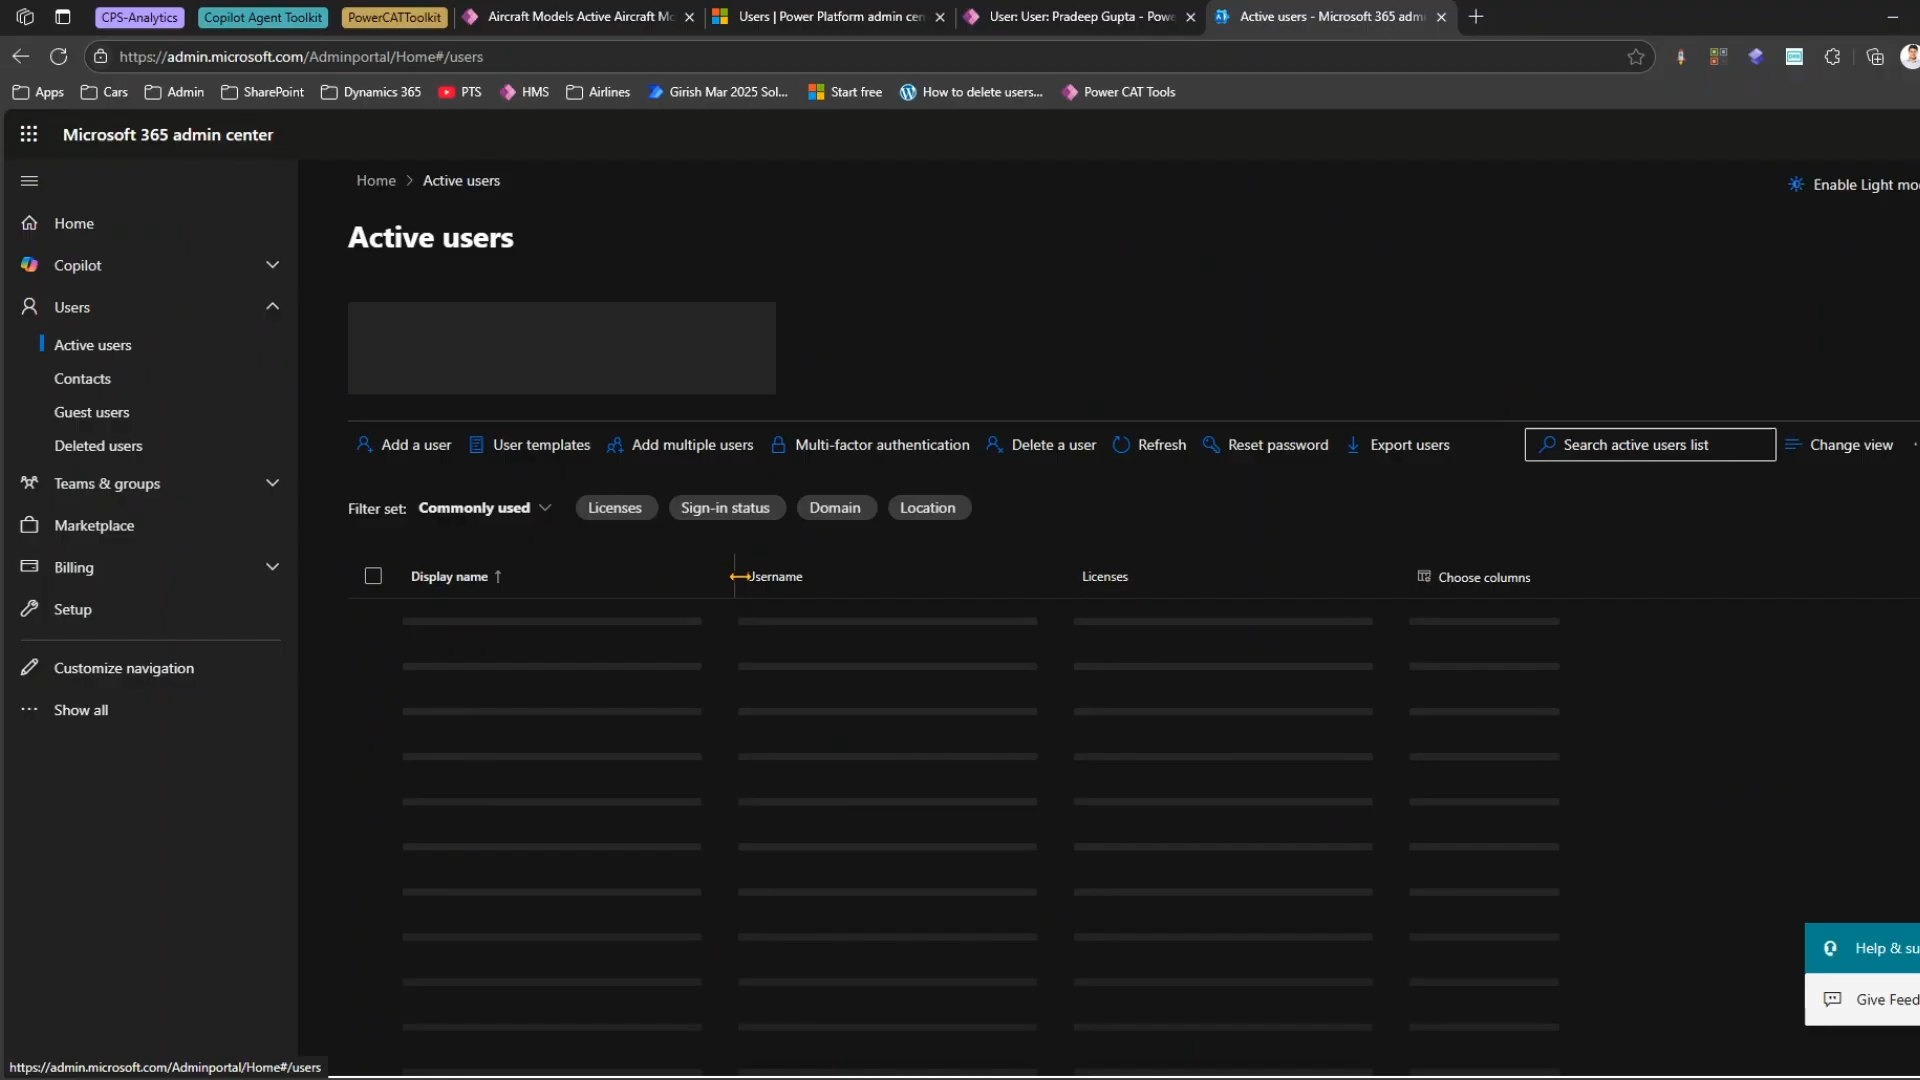 CPS-Analytics
Copilot Agent Toolkit
PowerCATToolkit
Aircraft Models Active Aircraft Mo
Users | Power Platform admin cen
User: User: Pradeep Gupta - Powe
Active users - Microsoft 365 admi
https://admin.microsoft.com/Adminportal/Home#/users
Apps
Cars
Admin
SharePoint
Dynamics 365
PTS
HMS
Airlines
Girish Mar 2025 Sol...
Start free
How to delete users...
Power CAT Tools
Microsoft 365 admin center
Home
Copilot
Users
Active users
Contacts
Guest users
Deleted users
Teams & groups
Marketplace
Billing
Setup
Customize navigation
Show all
Home > Active users
Enable Light mo
Active users
Add a user
User templates
Add multiple users
Multi-factor authentication
Delete a user
Refresh
Reset password
Export users
Search active users list
Change view
Filter set: Commonly used
Licenses
Sign-in status
Domain
Location
Display name ↑
Username
Licenses
Choose columns
Help & su
Give Feed
https://admin.microsoft.com/Adminportal/Home#/users